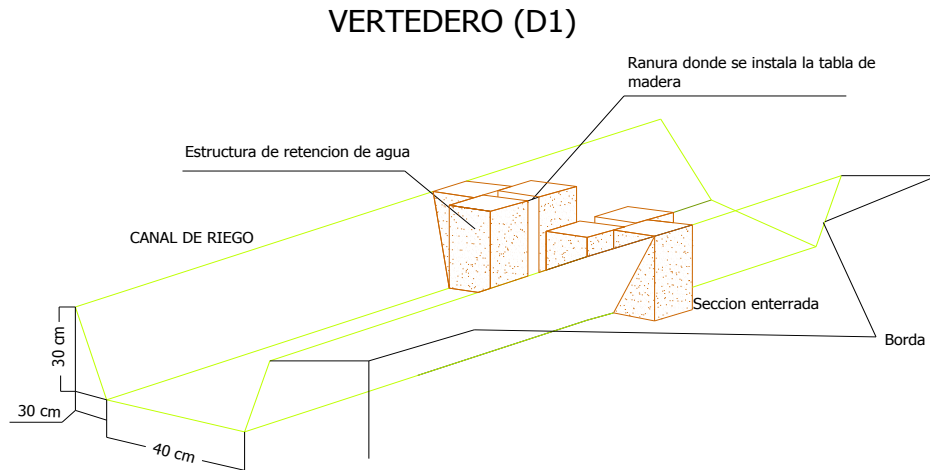 VERTEDERO (D1)
Ranura donde se instala la tabla de
madera
Estructura de retencion de agua
CANAL DE RIEGO
Seccion enterrada
Borda
30 cm
30 cm
40 cm